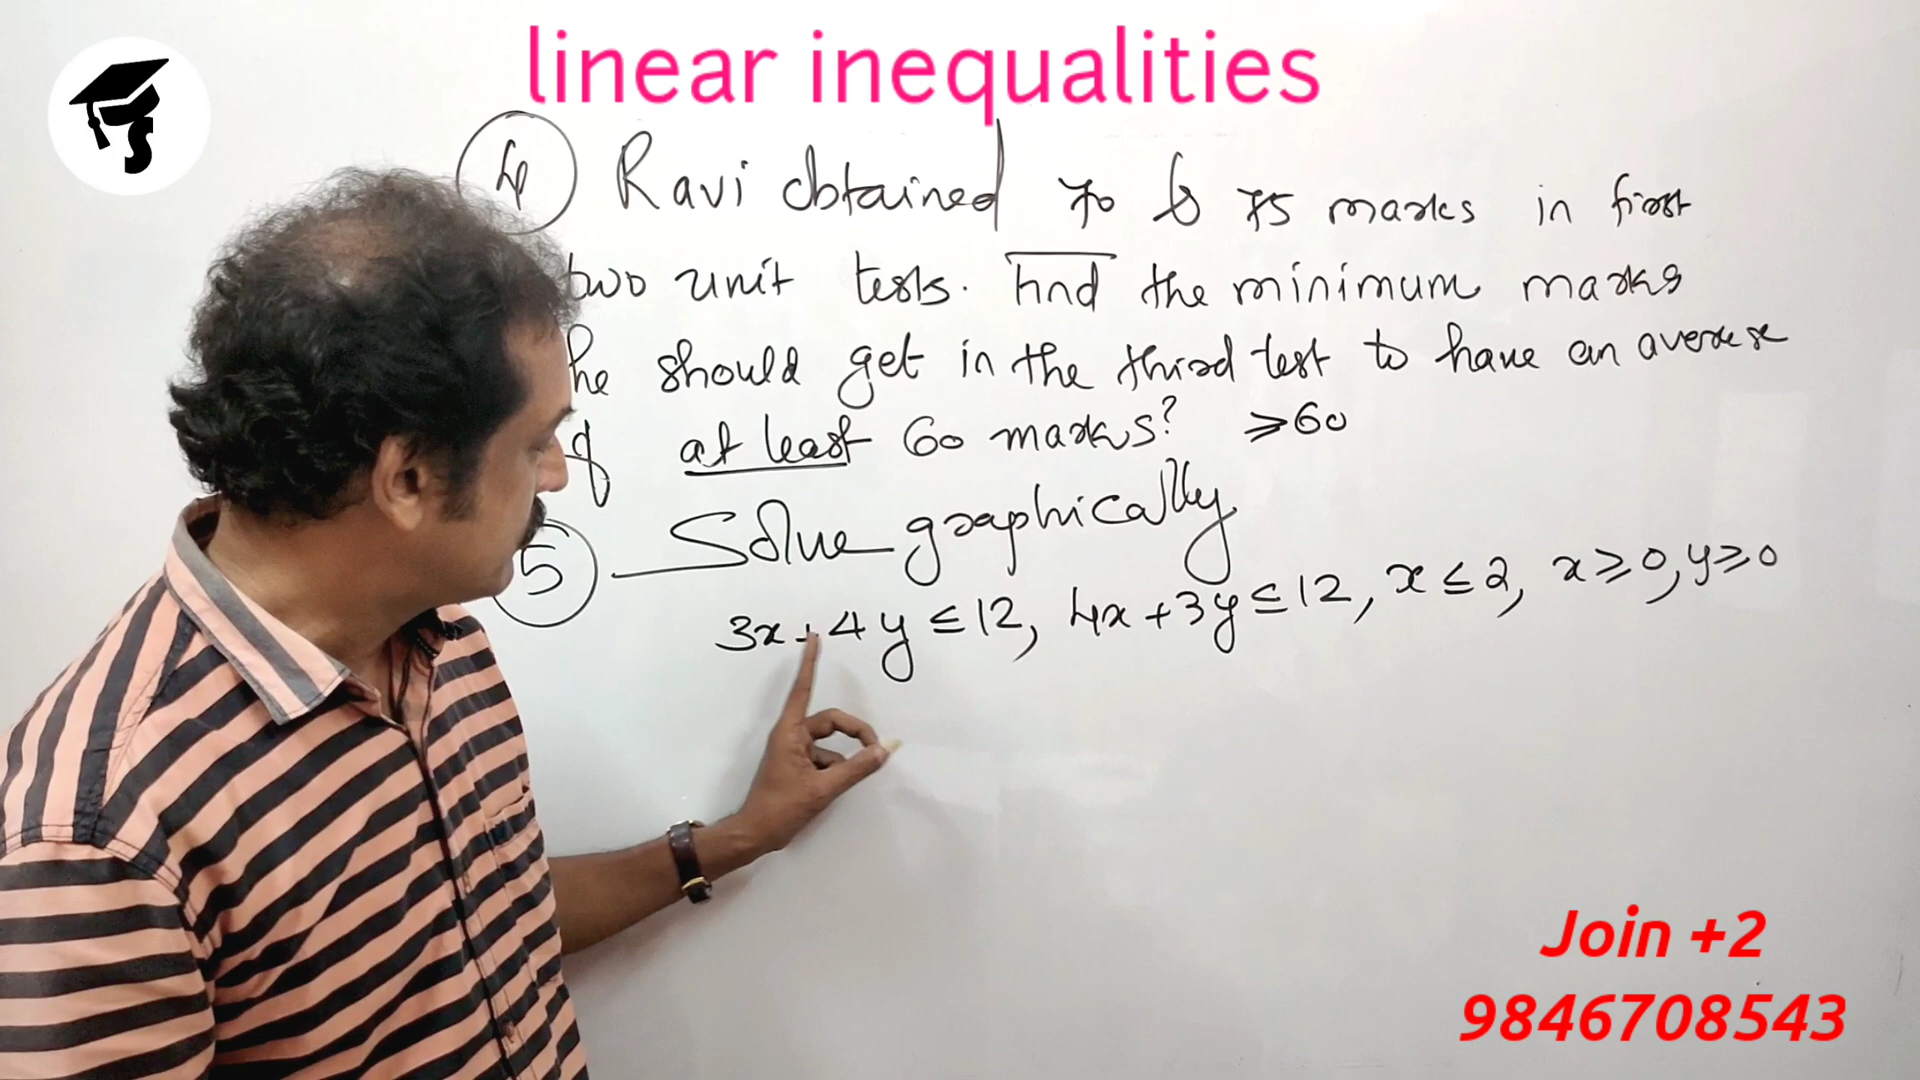 linear inequalities
4 Ravi obtained 70 & 75 marks in first
two unit tests. Find the minimum marks
he should get in the third test to have an average
of at least 60 marks? ≥60
5 Solve graphically
3x+4y≤12, 4x+3y≤12, x≤2, x≥0,y≥0
Join +2
9846708543